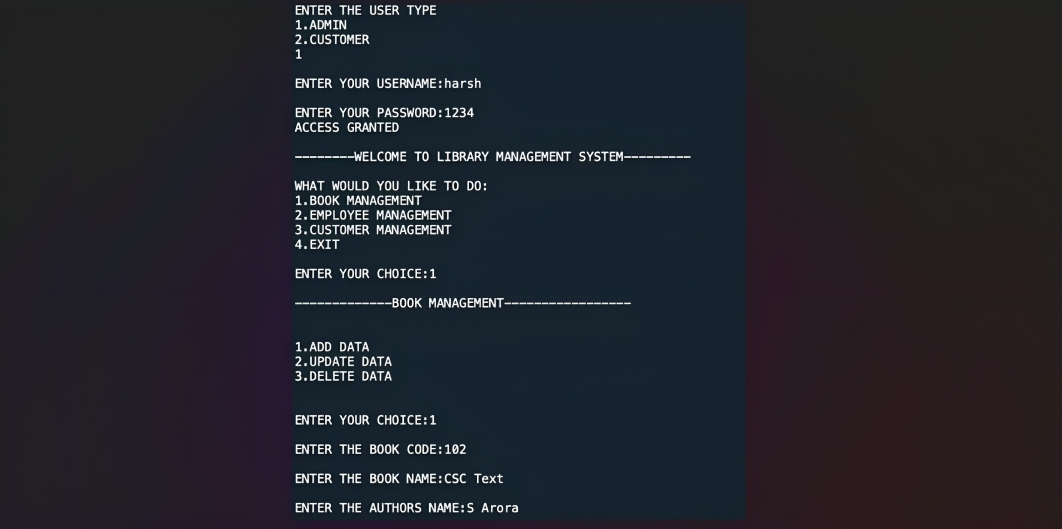 ENTER THE USER TYPE
1.ADMIN
2.CUSTOMER
1
ENTER YOUR USERNAME:harsh
ENTER YOUR PASSWORD:1234
ACCESS GRANTED
--------WELCOME TO LIBRARY MANAGEMENT SYSTEM---------
WHAT WOULD YOU LIKE TO DO:
1.BOOK MANAGEMENT
2.EMPLOYEE MANAGEMENT
3.CUSTOMER MANAGEMENT
4.EXIT
ENTER YOUR CHOICE:1
-------------BOOK MANAGEMENT-----------------
1.ADD DATA
2.UPDATE DATA
3.DELETE DATA
ENTER YOUR CHOICE:1
ENTER THE BOOK CODE:102
ENTER THE BOOK NAME:CSC Text
ENTER THE AUTHORS NAME:S Arora